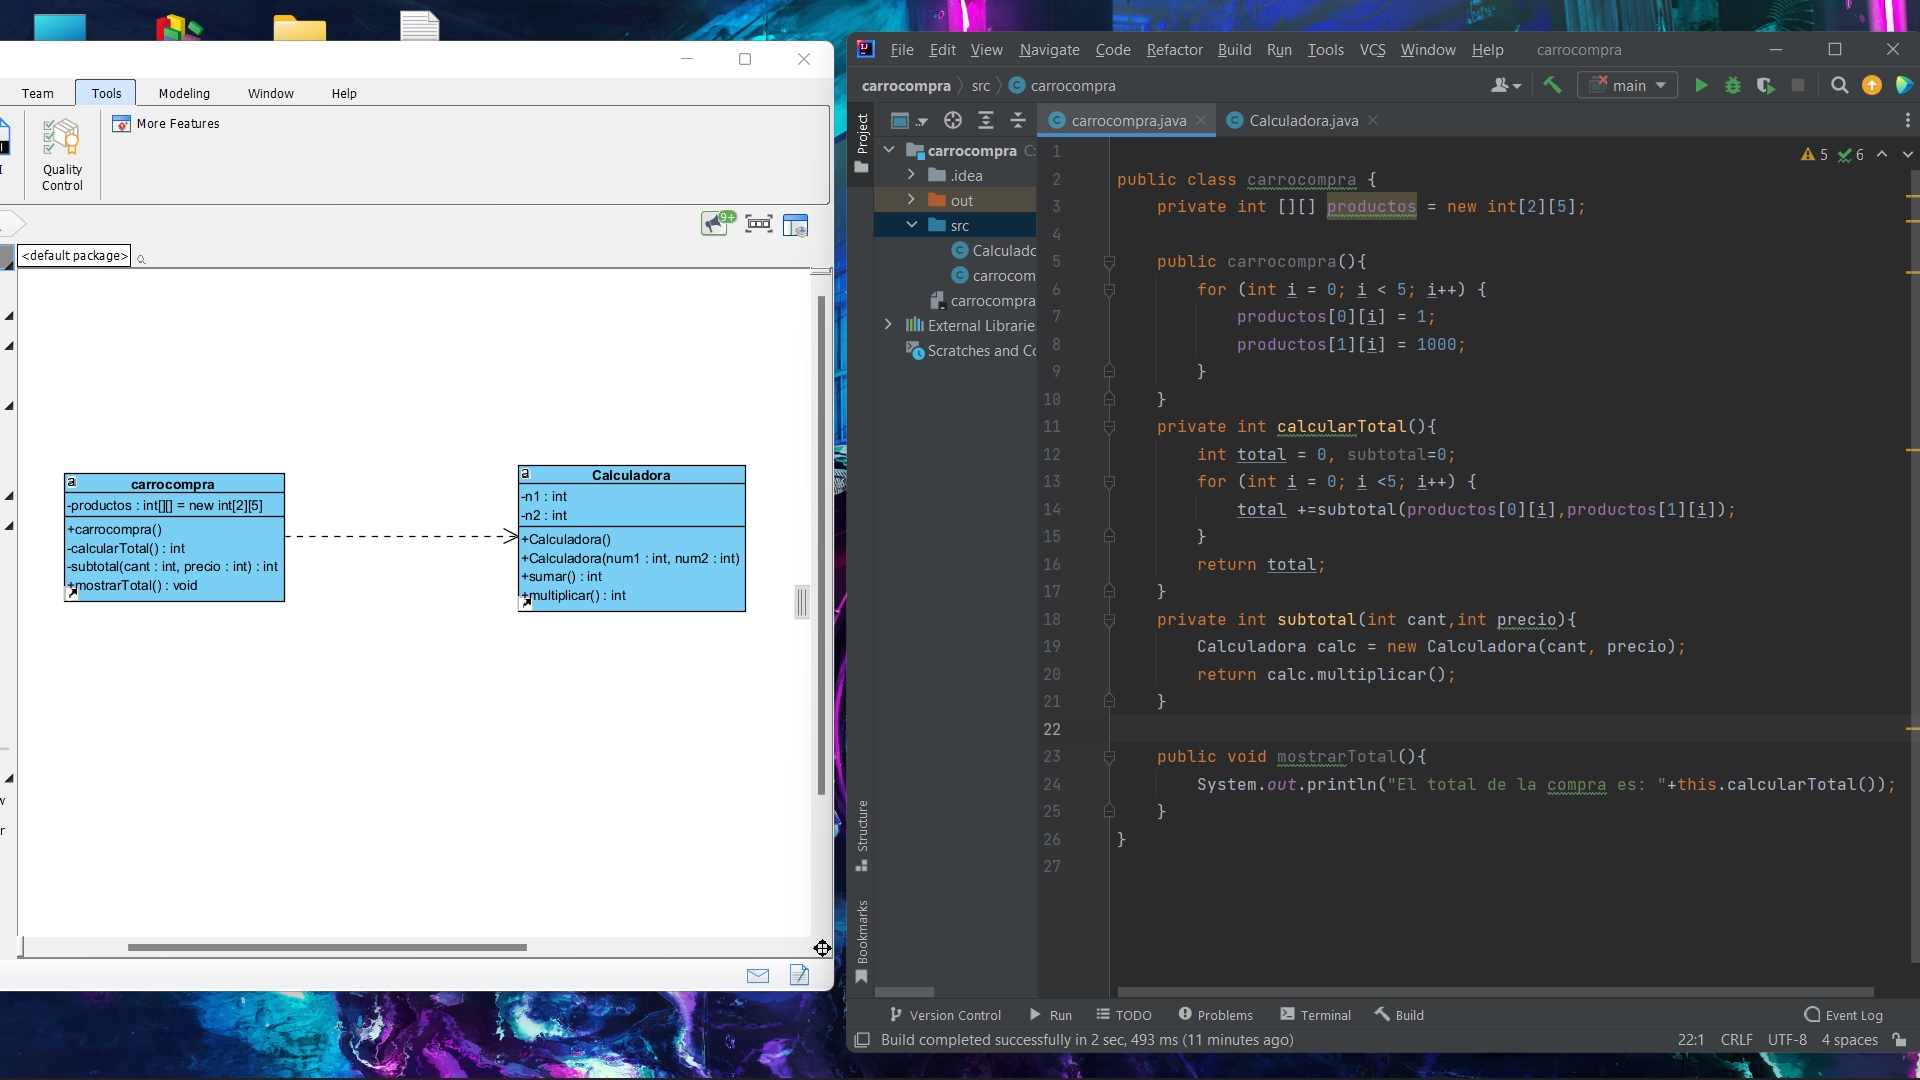 Team Tools Modeling Window Help
More Features
Quality
Control
9+
<default package>
carrocompra
-productos : int[][] = new int[2][5]
+carrocompra()
-calcularTotal() : int
-subtotal(cant : int, precio : int) : int
+mostrarTotal() : void
Calculadora
-n1 : int
-n2 : int
+Calculadora()
+Calculadora(num1 : int, num2 : int)
+sumar() : int
+multiplicar() : int
File Edit View Navigate Code Refactor Build Run Tools VCS Window Help carrocompra
carrocompra src carrocompra main
Project
carrocompra.java Calculadora.java
carrocompra C:
.idea
out
src
Calculadc
carrocom
carrocompra
External Librarie
Scratches and Co
5 6
1
2 public class carrocompra {
3 private int [][] productos = new int[2][5];
4
5 public carrocompra(){
6 for (int i = 0; i < 5; i++) {
7 productos[0][i] = 1;
8 productos[1][i] = 1000;
9 }
10 }
11 private int calcularTotal(){
12 int total = 0, subtotal=0;
13 for (int i = 0; i <5; i++) {
14 total +=subtotal(productos[0][i],productos[1][i]);
15 }
16 return total;
17 }
18 private int subtotal(int cant,int precio){
19 Calculadora calc = new Calculadora(cant, precio);
20 return calc.multiplicar();
21 }
22
23 public void mostrarTotal(){
24 System.out.println("El total de la compra es: "+this.calcularTotal());
25 }
26 }
27
Structure
Bookmarks
Version Control Run TODO Problems Terminal Build Event Log
Build completed successfully in 2 sec, 493 ms (11 minutes ago) 22:1 CRLF UTF-8 4 spaces